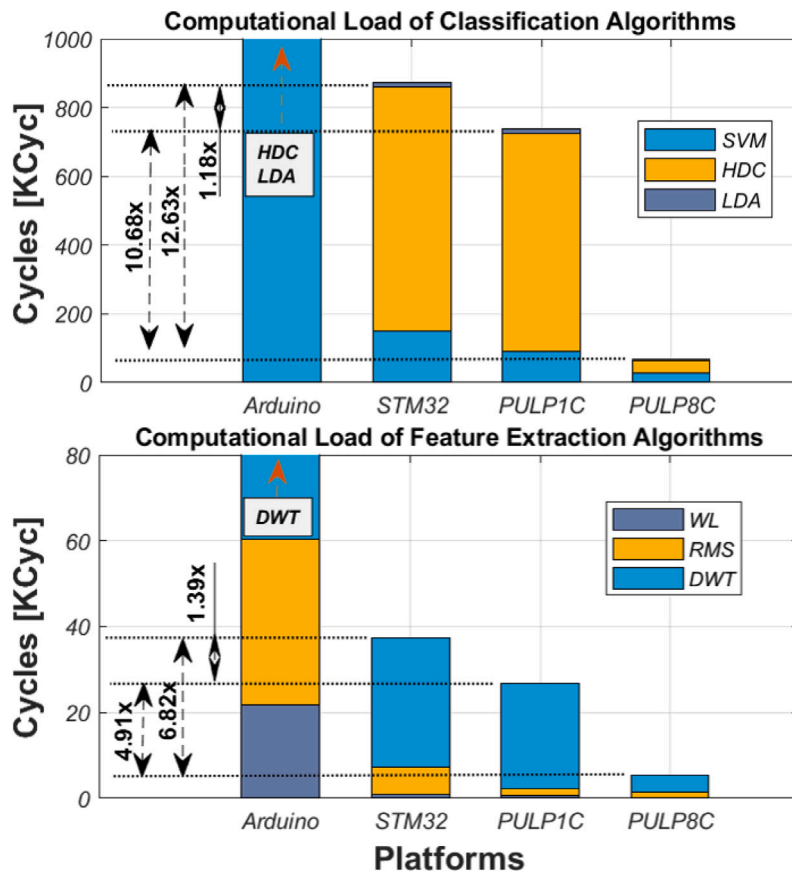 Computational Load of Classification Algorithms
Cycles [KCyc]
1000
800
600
400
200
0
10.68x
12.63x
1.18x
HDC
LDA
SVM
HDC
LDA
Arduino STM32 PULP1C PULP8C
Computational Load of Feature Extraction Algorithms
Cycles [KCyc]
80
60
40
20
0
4.91x
6.82x
1.39x
DWT
WL
RMS
DWT
Arduino STM32 PULP1C PULP8C
Platforms